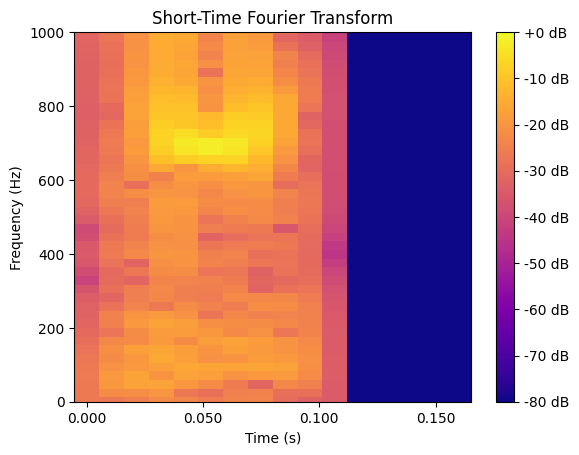 Short-Time Fourier Transform
1000
800
600
400
200
0
Frequency (Hz)
0.000
0.050
0.100
0.150
Time (s)
+0 dB
-10 dB
-20 dB
-30 dB
-40 dB
-50 dB
-60 dB
-70 dB
-80 dB